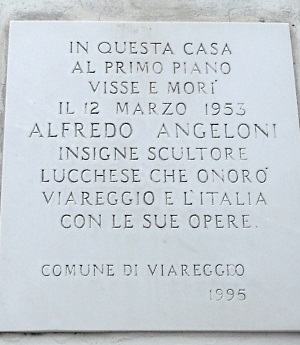 IN QUESTA CASA
AL PRIMO PIANO
VISSE E MORÍ
IL 12 MARZO 1953
ALFREDO ANGELONI
INSIGNE SCULTORE
LUCCHESE CHE ONORÓ
VIAREGGIO E L'ITALIA
CON LE SUE OPERE.
COMUNE DI VIAREGGIO
1995